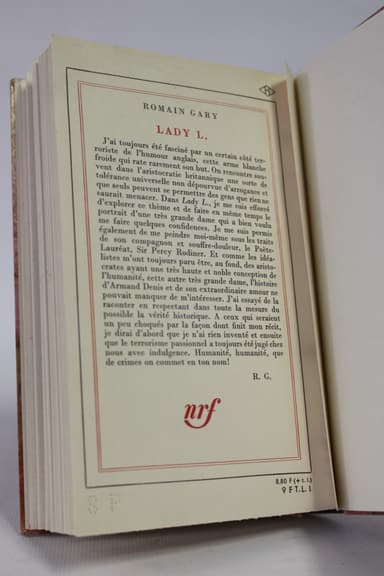 ROMAIN GARY
LADY L.
J'ai toujours été fasciné par un certain côté ter-
roriste de l'humour anglais, cette arme blanche
froide qui rate rarement son but. On rencontre sou-
vent dans l'aristocratie britannique une sorte de
tolérance universelle non dépourvue d'arrogance et
que seuls peuvent se permettre des gens que rien ne
saurait menacer. Dans Lady L., je me suis efforcé
d'explorer ce thème et de faire en même temps le
portrait d'une très grande dame qui a bien voulu
me faire quelques confidences. Je me suis permis
également de me peindre moi-même sous les traits
de son compagnon et souffre-douleur, le Poète-
Lauréat, Sir Percy Rodiner. Et comme les idéa-
listes m'ont toujours paru être, au fond, des aristo-
crates ayant une très haute et noble conception de
l'humanité, cette autre très grande dame, l'histoire
d'Armand Denis et de son extraordinaire amour ne
pouvait manquer de m'intéresser. J'ai essayé de la
raconter en respectant dans toute la mesure du
possible la vérité historique. A ceux qui seraient
un peu choqués par la façon dont finit mon récit,
je dirai d'abord que je n'ai rien inventé et ensuite
que le terrorisme passionnel a toujours été jugé chez
nous avec indulgence. Humanité, humanité, que
de crimes on commet en ton nom!
R. G.
nrf
8,80 F (+ t. l.)
9 F T. L. I